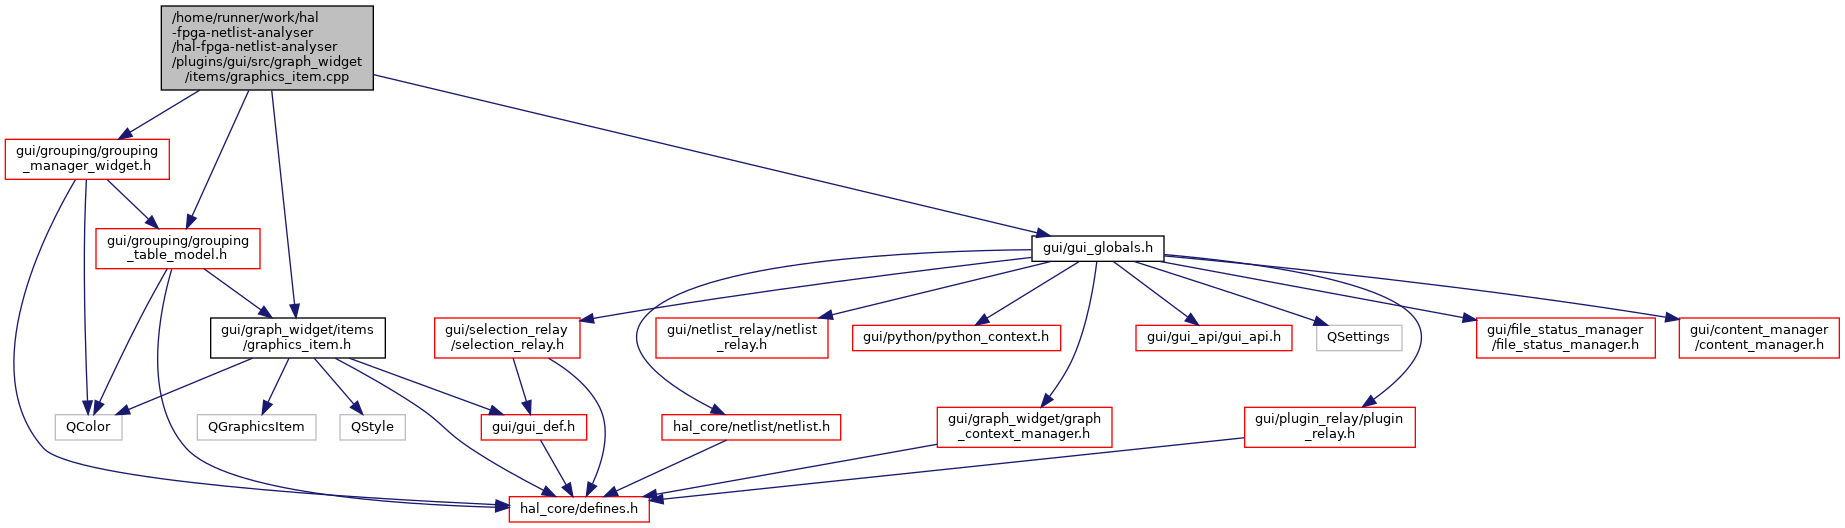 /home/runner/work/hal
-fpga-netlist-analyser
/hal-fpga-netlist-analyser
/plugins/gui/src/graph_widget
/items/graphics_item.cpp
gui/grouping/grouping
_manager_widget.h
gui/grouping/grouping
_table_model.h
gui/gui_globals.h
gui/graph_widget/items
/graphics_item.h
gui/selection_relay
/selection_relay.h
gui/netlist_relay/netlist
_relay.h
gui/python/python_context.h
gui/gui_api/gui_api.h
QSettings
gui/file_status_manager
/file_status_manager.h
gui/content_manager
/content_manager.h
QColor
QGraphicsItem
QStyle
gui/gui_def.h
hal_core/netlist/netlist.h
gui/graph_widget/graph
_context_manager.h
gui/plugin_relay/plugin
_relay.h
hal_core/defines.h